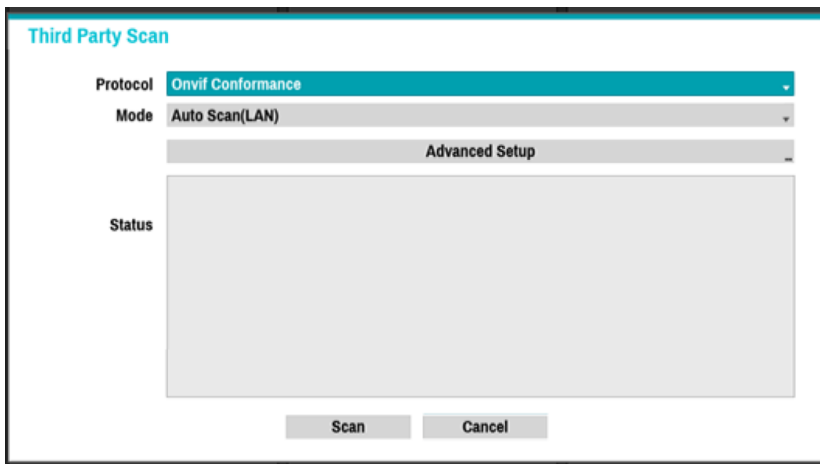 Third Party Scan
Protocol Onvif Conformance
Mode Auto Scan(LAN)
Advanced Setup
Status
Scan Cancel